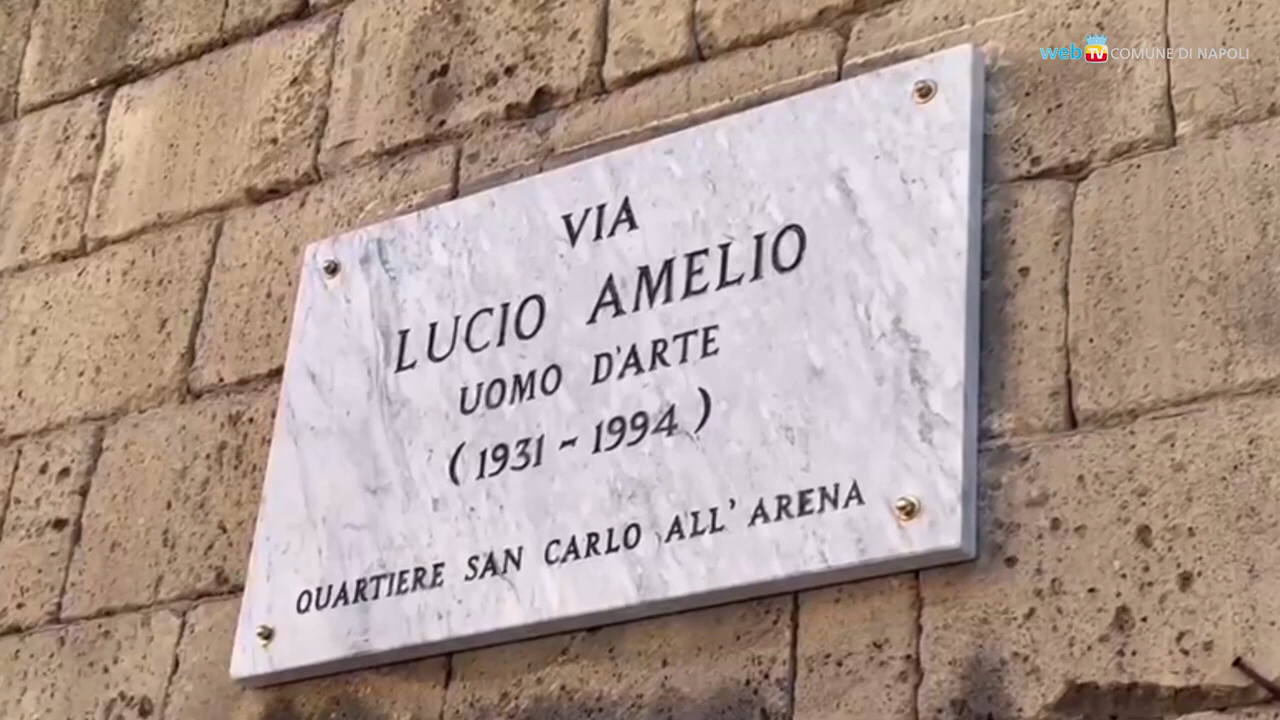 web TV COMUNE DI NAPOLI
VIA
LUCIO AMELIO
UOMO D'ARTE
(1931 - 1994)
QUARTIERE SAN CARLO ALL'ARENA